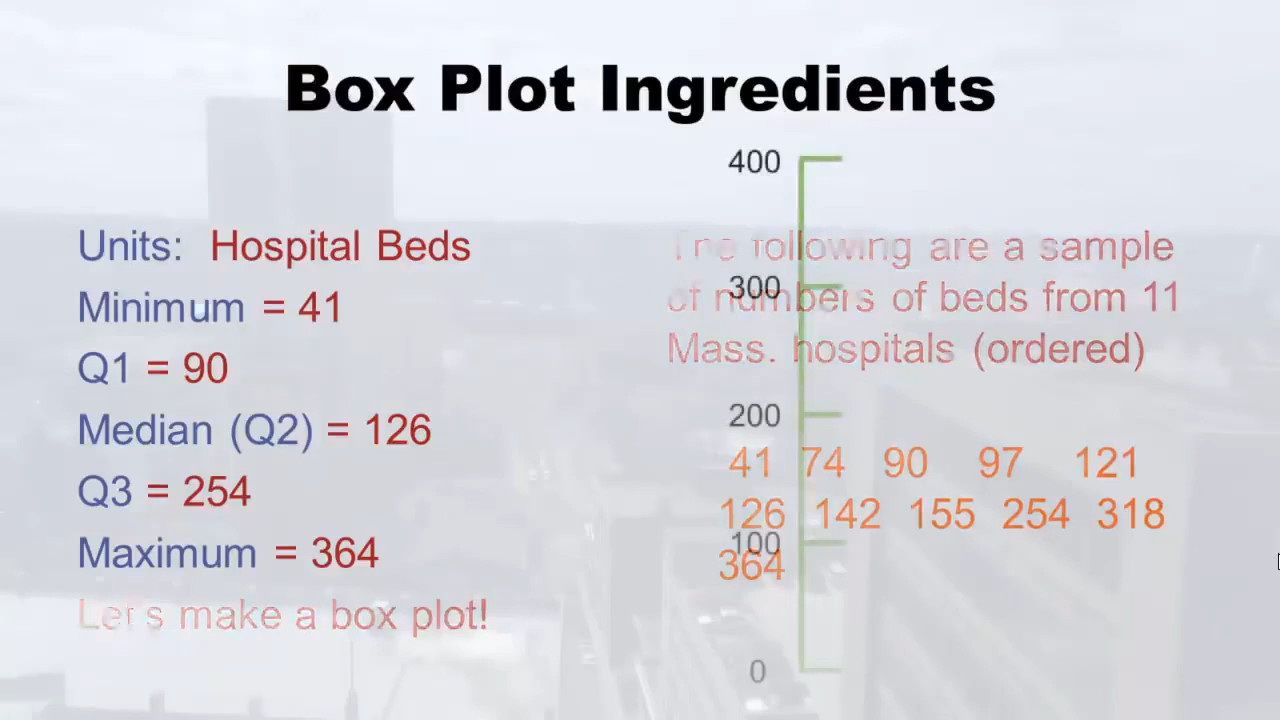 Box Plot Ingredients
Units: Hospital Beds
Minimum = 41
Q1 = 90
Median (Q2) = 126
Q3 = 254
Maximum = 364
Let's make a box plot!
The following are a sample
of numbers of beds from 11
Mass. hospitals (ordered)
41 74 90 97 121
126 142 155 254 318
364
400
300
200
100
0